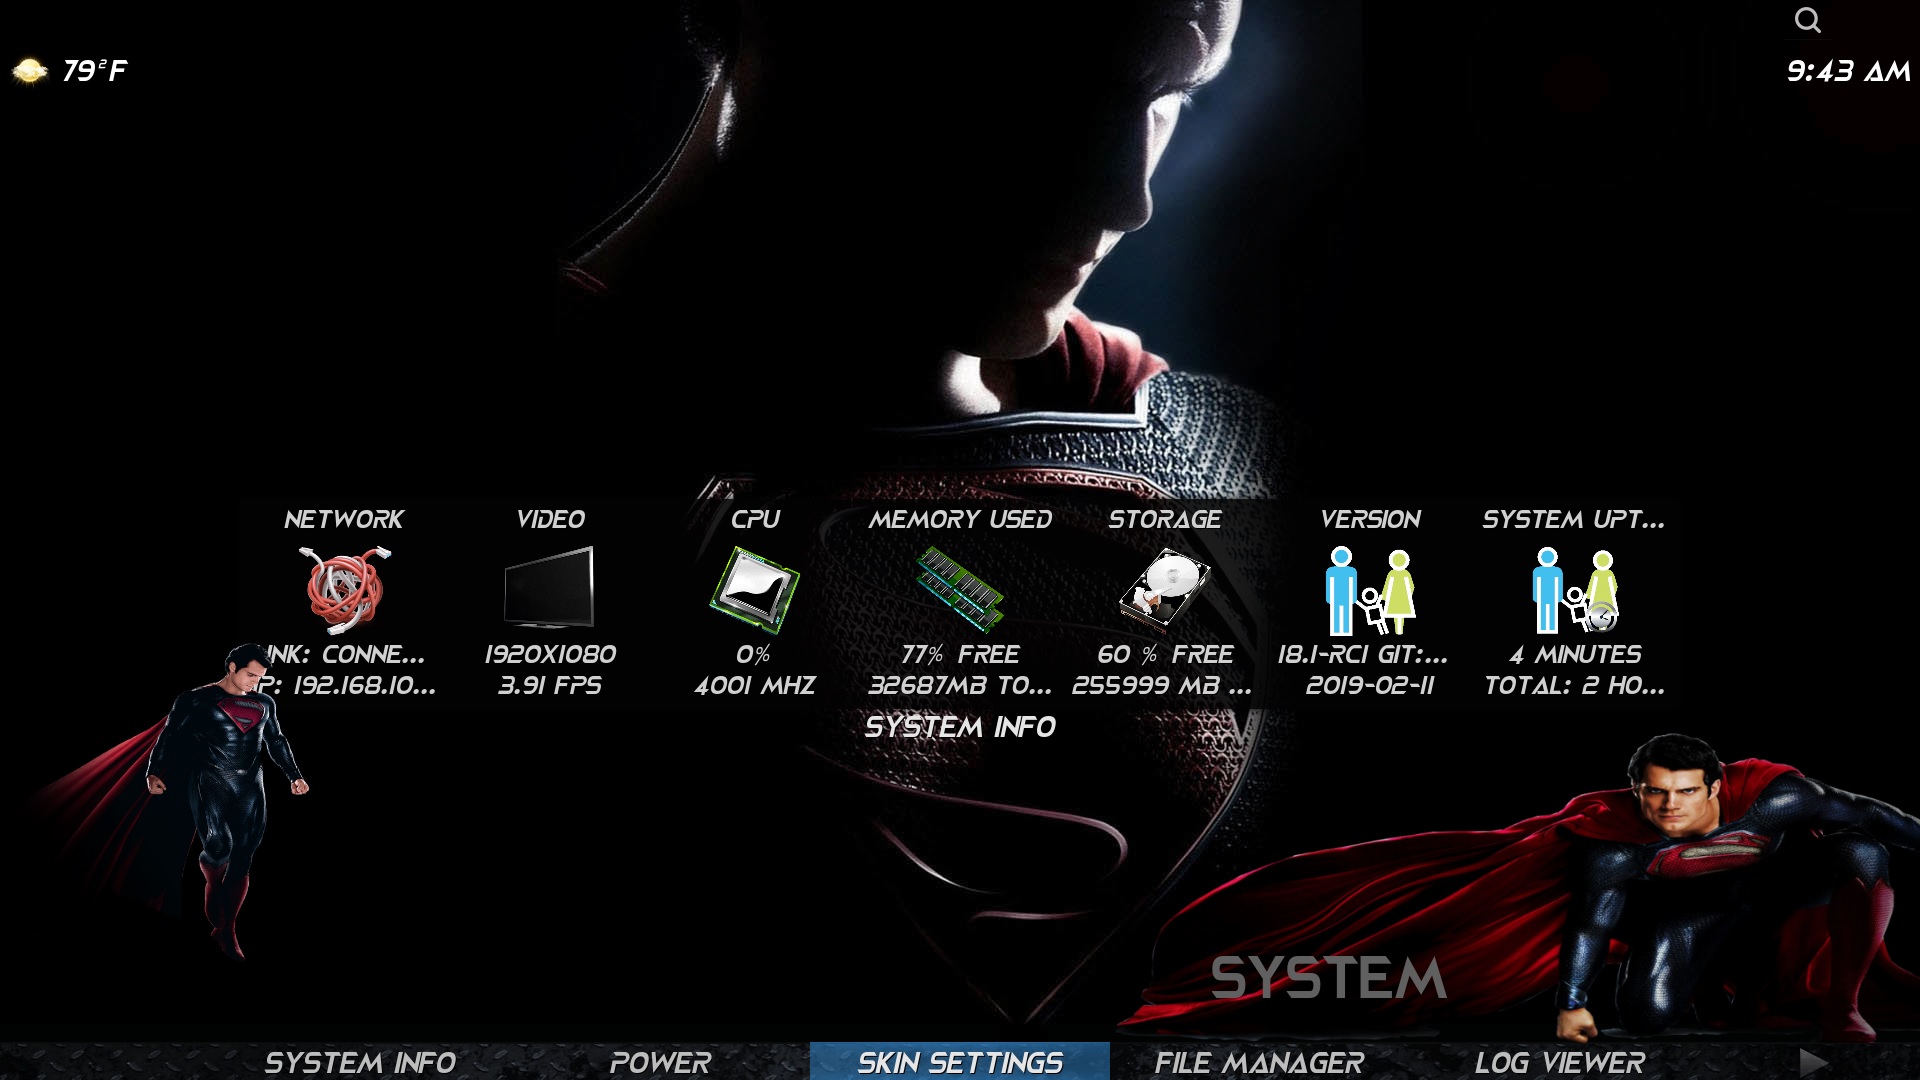 79°F
9:43 AM
NETWORK
VIDEO
CPU
MEMORY USED
STORAGE
VERSION
SYSTEM UPT...
INK: CONNE...
1920X1080
0%
77% FREE
60 % FREE
18.1-RC1 GIT:...
4 MINUTES
P: 192.168.10...
3.91 FPS
4001 MHZ
32687MB TO...
255999 MB ...
2019-02-11
TOTAL: 2 HO...
SYSTEM INFO
SYSTEM
SYSTEM INFO
POWER
SKIN SETTINGS
FILE MANAGER
LOG VIEWER